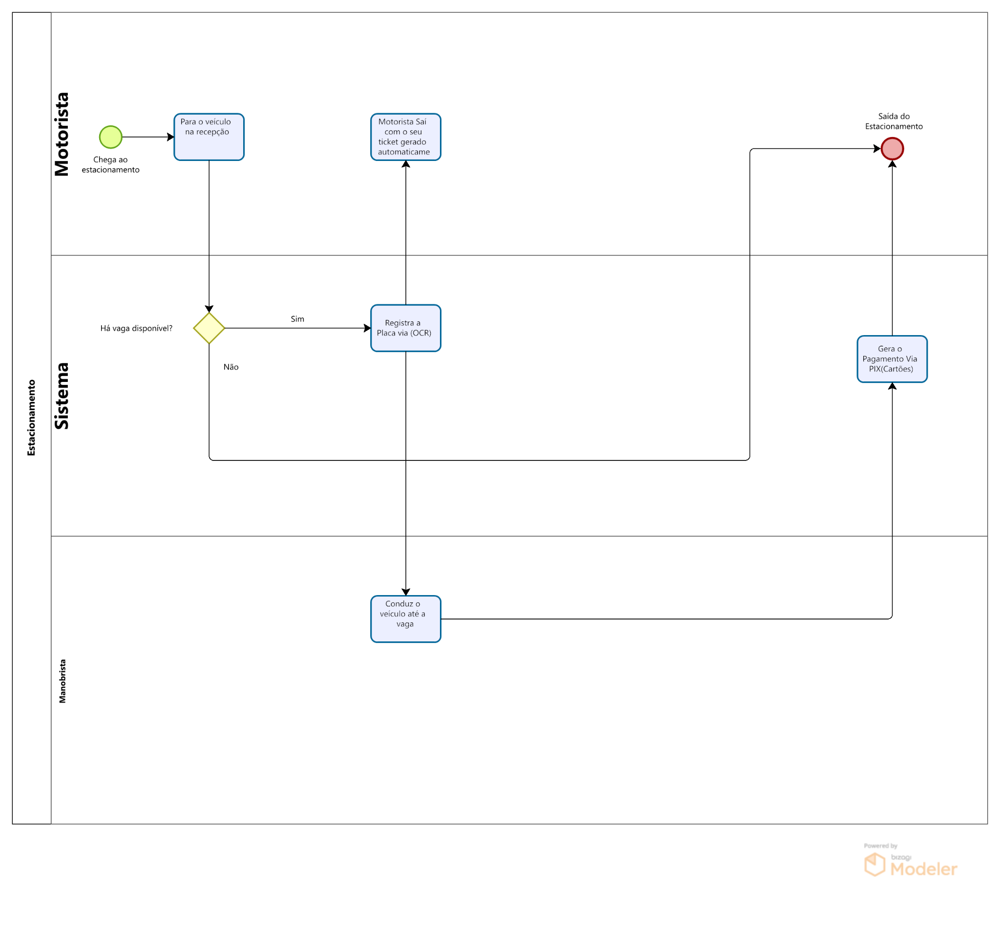 Estacionamento
Motorista
Chega ao
estacionamento
Para o veículo
na recepção
Motorista Saí
com o seu
ticket gerado
automaticame
Saída do
Estacionamento
Sistema
Há vaga disponível?
Sim
Não
Registra a
Placa via (OCR)
Gera o
Pagamento Via
PIX(Cartões)
Manobrista
Conduz o
veículo até a
vaga
Powered by
bizagi
Modeler